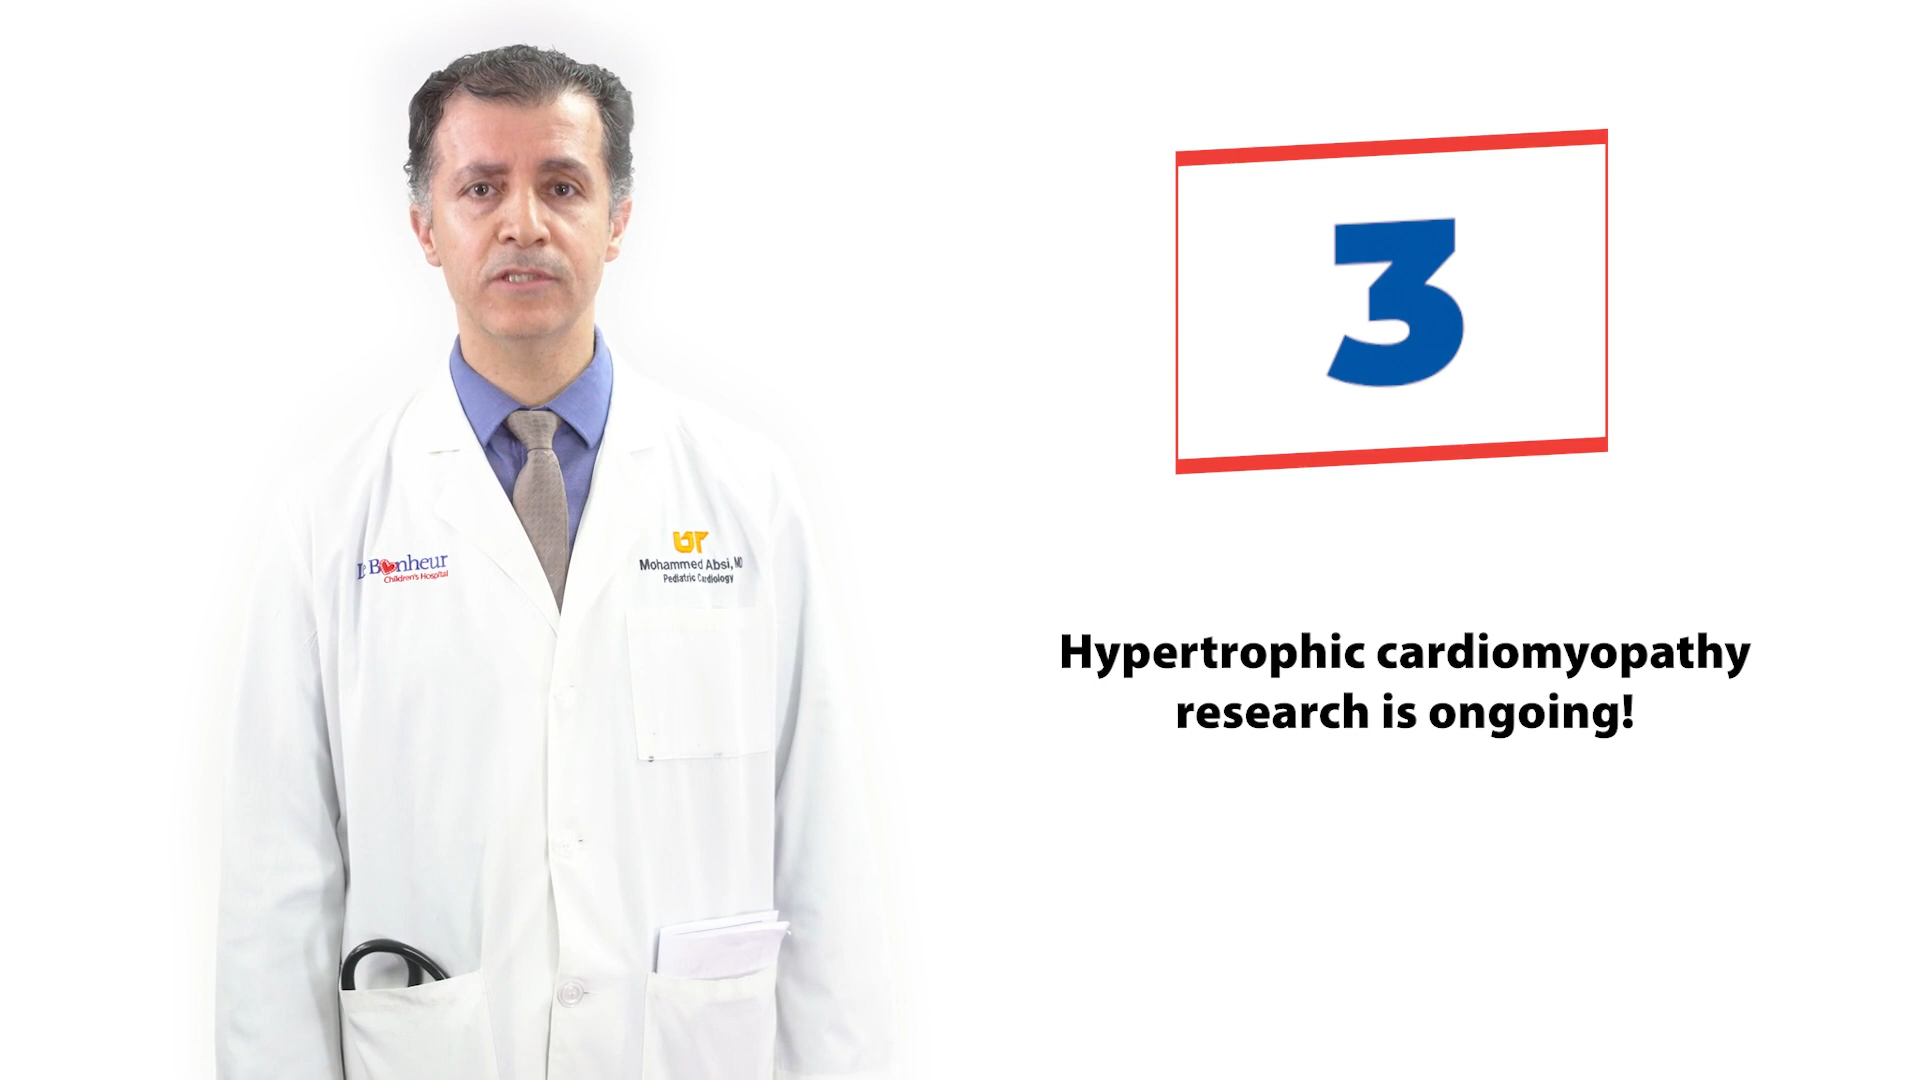 Le Bonheur
Children's Hospital
UT
Mohammed Absi, MD
Pediatric Cardiology
3
Hypertrophic cardiomyopathy
research is ongoing!